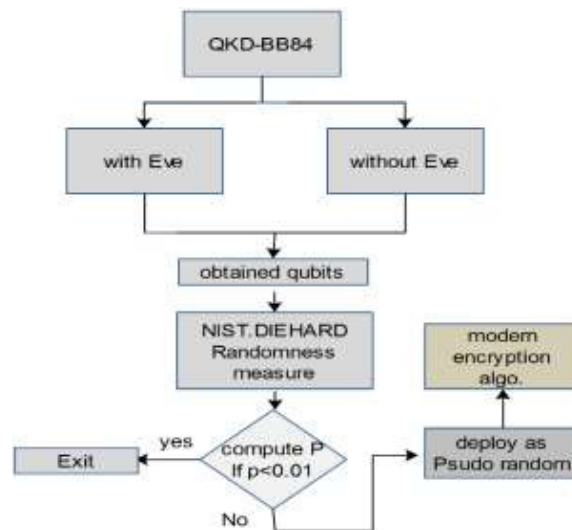 QKD-BB84
with Eve
without Eve
obtained qubits
NIST.DIEHARD
Randomness
measure
modern
encryption
algo.
yes
compute P
If p<0.01
Exit
deploy as
Psudo random
No